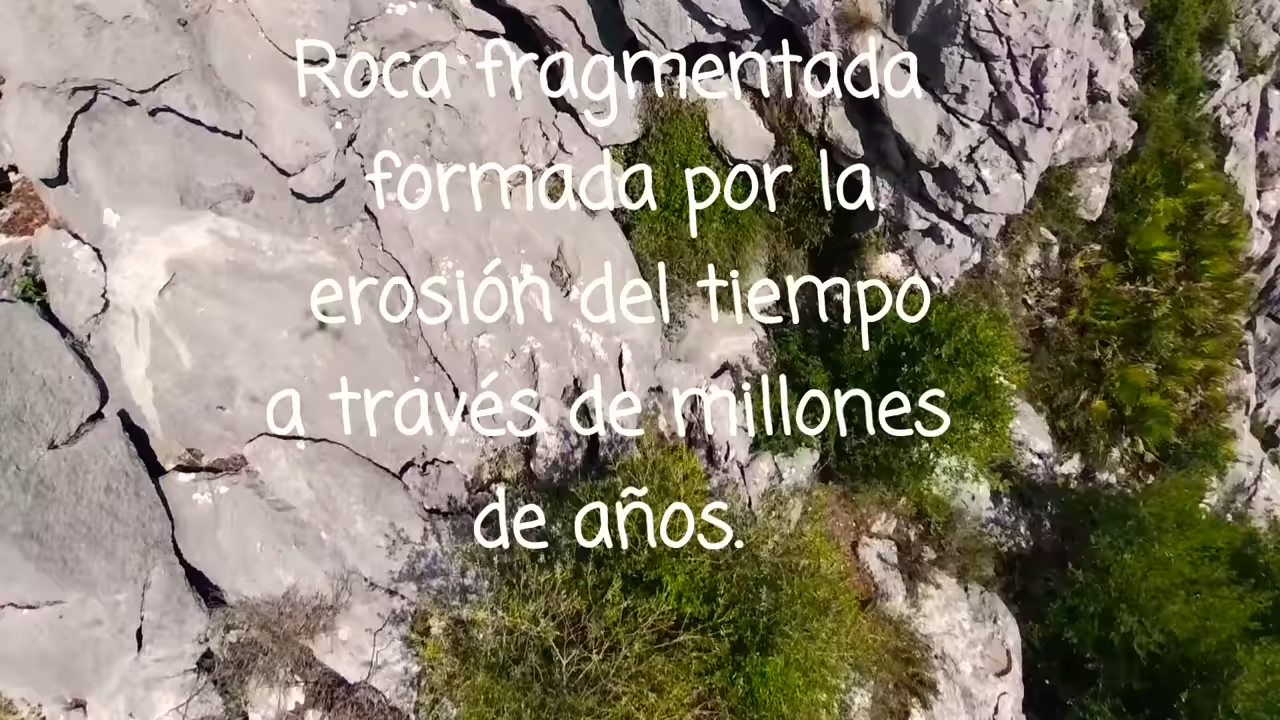 Roca fragmentada
formada por la
erosión del tiempo
a través de millones
de años.